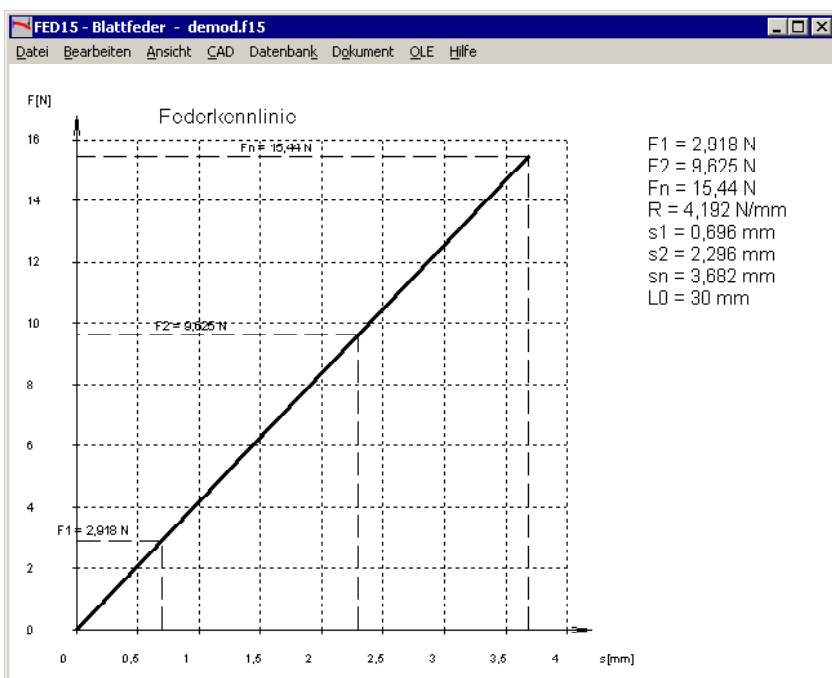 FED15 - Blattfeder - demod.f15
Datei Bearbeiten Ansicht CAD Datenbank Dokument OLE Hilfe
F[N]
Federkennlinie
16
Fn = 15,44 N
14
12
10
F2 = 9,625 N
8
6
4
F1 = 2,918 N
2
0
0 0,5 1 1,5 2 2,5 3 3,5 4 s[mm]
F1 = 2,918 N
F2 = 9,625 N
Fn = 15,44 N
R = 4,192 N/mm
s1 = 0,696 mm
s2 = 2,296 mm
sn = 3,682 mm
L0 = 30 mm